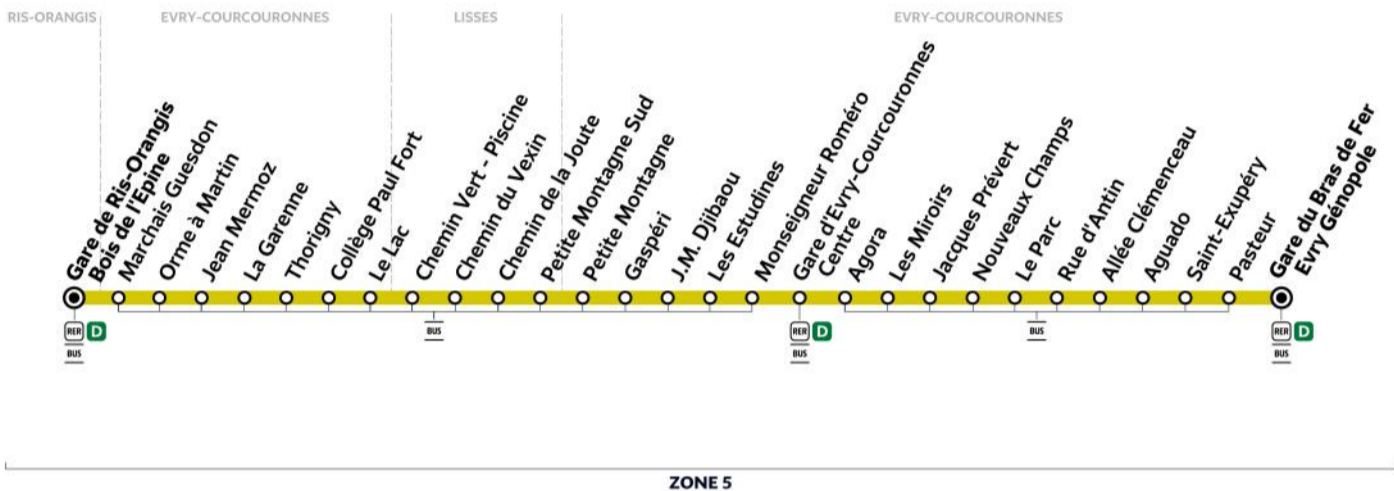 RIS-ORANGIS
EVRY-COURCOURONNES
LISSES
EVRY-COURCOURONNES
Gare de Ris-Orangis
Bois de l'Epine
Marchais Guesdon
Orme à Martin
Jean Mermoz
La Garenne
Thorigny
Collège Paul Fort
Le Lac
Chemin Vert - Piscine
Chemin du Vexin
Chemin de la Joute
Petite Montagne Sud
Petite Montagne
Gaspéri
J.M. Djibaou
Les Estudines
Monseigneur Roméro
Gare d'Evry-Courcouronnes
Centre
Agora
Les Miroirs
Jacques Prévert
Nouveaux Champs
Le Parc
Rue d'Antin
Allée Clémenceau
Aguado
Saint-Exupéry
Pasteur
Gare du Bras de Fer
Evry Génopole
RER D
BUS
BUS
RER D
BUS
BUS
RER D
BUS
ZONE 5